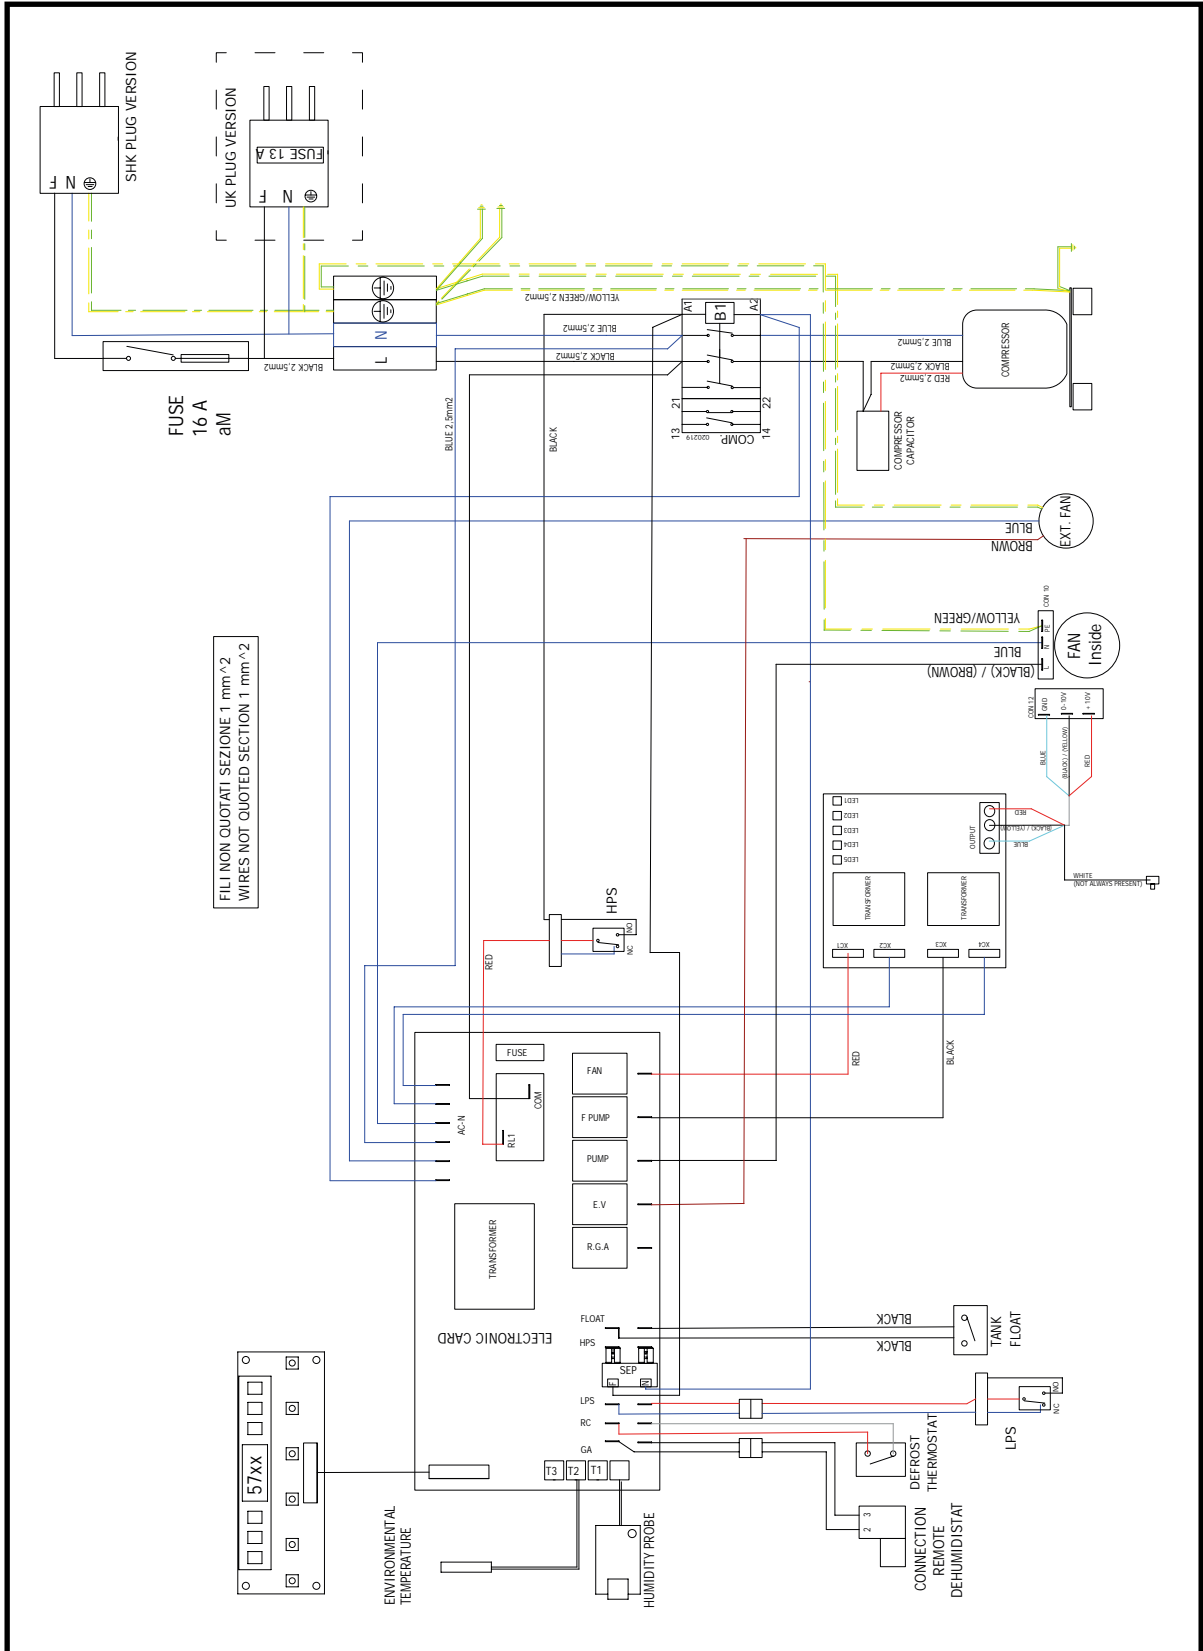 SHK PLUG VERSION
F N
UK PLUG VERSION
FUSE 13 A
F N
FUSE
16 A
aM
BLACK 2,5mm2
L
N
YELLOW/GREEN 2,5mm2
BLUE 2,5mm2
BLACK 2,5mm2
BLUE 2,5mm2
BLACK
A1
B1
A2
21
22
13
14
COMP.
020219
BLUE 2,5mm2
BLACK 2,5mm2
RED 2,5mm2
COMPRESSOR
COMPRESSOR
CAPACITOR
BLUE
BROWN
EXT. FAN
YELLOW/GREEN
BLUE
(BLACK) / (BROWN)
CON 10
PE
N
L
FAN
Inside
FILI NON QUOTATI SEZIONE 1 mm^2
WIRES NOT QUOTED SECTION 1 mm^2
CON 12
GND
0-10V
+ 10V
BLUE
(BLACK) / (YELLOW)
RED
LED1
LED2
LED3
LED4
LED5
OUTPUT
RED
(BLACK) / (YELLOW)
BLUE
TRANSFORMER
TRANSFORMER
XC1
XC2
XC3
XC4
WHITE
(NOT ALWAYS PRESENT)
HPS
NO
NC
RED
RED
BLACK
FUSE
COM
RL1
AC-N
FAN
F PUMP
PUMP
E.V
R.G.A
TRANSFORMER
ELECTRONIC CARD
FLOAT
HPS
SEP
F
N
LPS
RC
GA
T3
T2
T1
BLACK
BLACK
TANK
FLOAT
LPS
NO
NC
DEFROST
THERMOSTAT
3
2
CONNECTION
REMOTE
DEHUMIDISTAT
57xx
ENVIRONMENTAL
TEMPERATURE
HUMIDITY PROBE